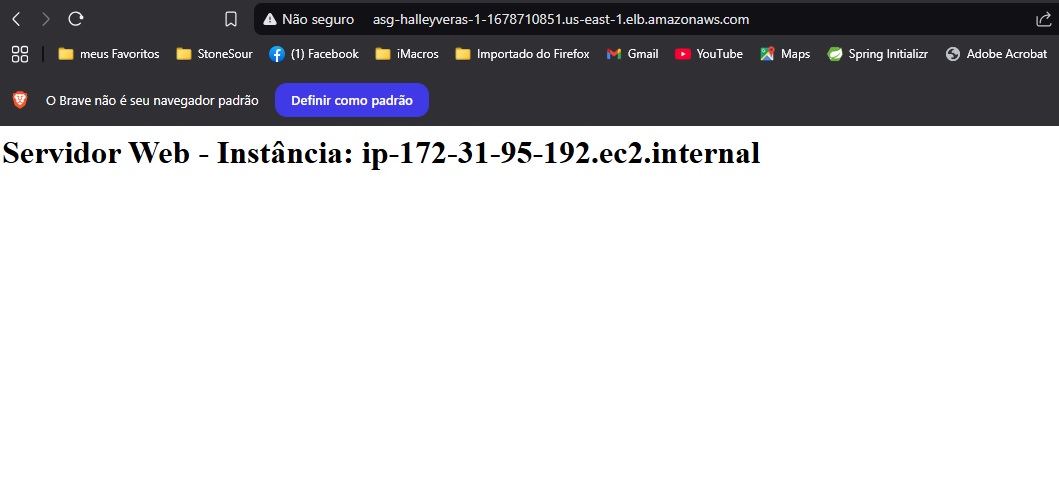 Não seguro asg-halleyveras-1-1678710851.us-east-1.elb.amazonaws.com
meus Favoritos StoneSour (1) Facebook iMacros Importado do Firefox Gmail YouTube Maps Spring Initializr Adobe Acrobat
O Brave não é seu navegador padrão Definir como padrão
Servidor Web - Instância: ip-172-31-95-192.ec2.internal